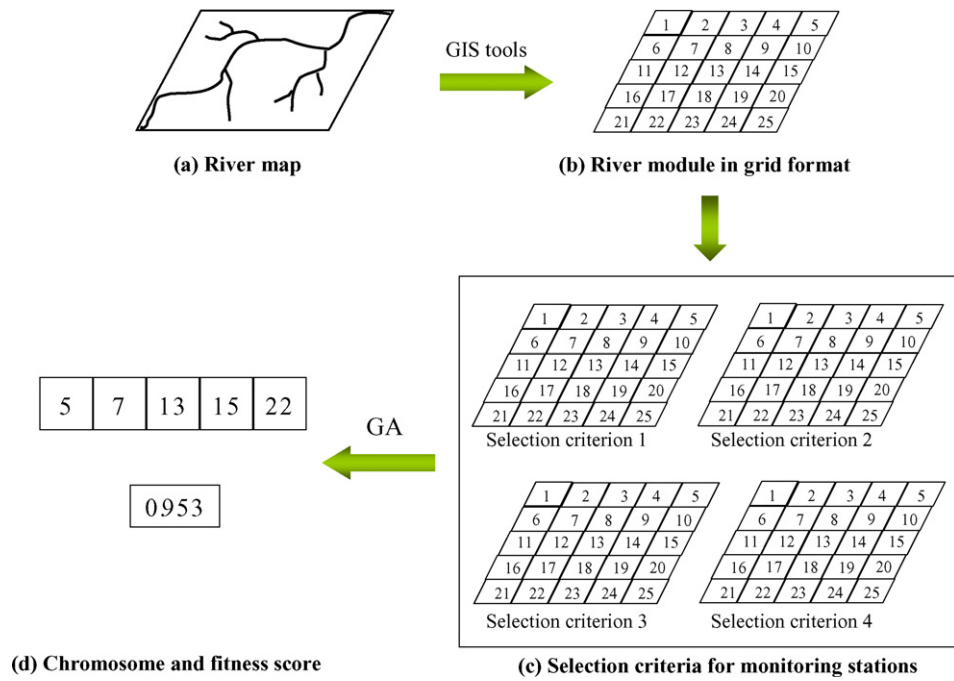 GIS tools
1 2 3 4 5
6 7 8 9 10
11 12 13 14 15
16 17 18 19 20
21 22 23 24 25
(a) River map
(b) River module in grid format
1 2 3 4 5
6 7 8 9 10
11 12 13 14 15
16 17 18 19 20
21 22 23 24 25
Selection criterion 1
1 2 3 4 5
6 7 8 9 10
11 12 13 14 15
16 17 18 19 20
21 22 23 24 25
Selection criterion 2
1 2 3 4 5
6 7 8 9 10
11 12 13 14 15
16 17 18 19 20
21 22 23 24 25
Selection criterion 3
1 2 3 4 5
6 7 8 9 10
11 12 13 14 15
16 17 18 19 20
21 22 23 24 25
Selection criterion 4
(c) Selection criteria for monitoring stations
GA
5 7 13 15 22
0953
(d) Chromosome and fitness score